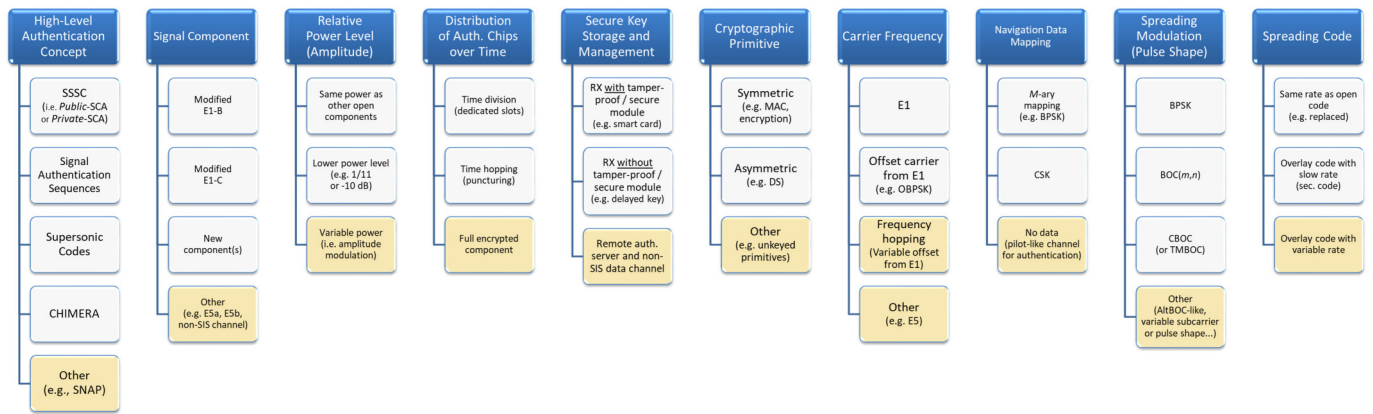 High-Level
Authentication
Concept
SSSC
(i.e. Public-SCA
or Private-SCA)
Signal
Authentication
Sequences
Supersonic
Codes
CHIMERA
Other
(e.g., SNAP)
Signal Component
Modified
E1-B
Modified
E1-C
New
component(s)
Other
(e.g. E5a, E5b,
non-SIS channel)
Relative
Power Level
(Amplitude)
Same power as
other open
components
Lower power level
(e.g. 1/11
or -10 dB)
Variable power
(i.e. amplitude
modulation)
Distribution
of Auth. Chips
over Time
Time division
(dedicated slots)
Time hopping
(puncturing)
Full encrypted
component
Secure Key
Storage and
Management
RX with tamper-
proof / secure
module
(e.g. smart card)
RX without
tamper-proof /
secure module
(e.g. delayed key)
Remote auth.
server and non-
SIS data channel
Cryptographic
Primitive
Symmetric
(e.g. MAC,
encryption)
Asymmetric
(e.g. DS)
Other
(e.g. unkeyed
primitives)
Carrier Frequency
E1
Offset carrier
from E1
(e.g. OBPSK)
Frequency
hopping
(Variable offset
from E1)
Other
(e.g. E5)
Navigation Data
Mapping
M-ary
mapping
(e.g. BPSK)
CSK
No data
(pilot-like channel
for authentication)
Spreading
Modulation
(Pulse Shape)
BPSK
BOC(m,n)
CBOC
(or TMBOC)
Other
(AltBOC-like,
variable subcarrier
or pulse shape...)
Spreading Code
Same rate as open
code
(e.g. replaced)
Overlay code with
slow rate
(sec. code)
Overlay code with
variable rate